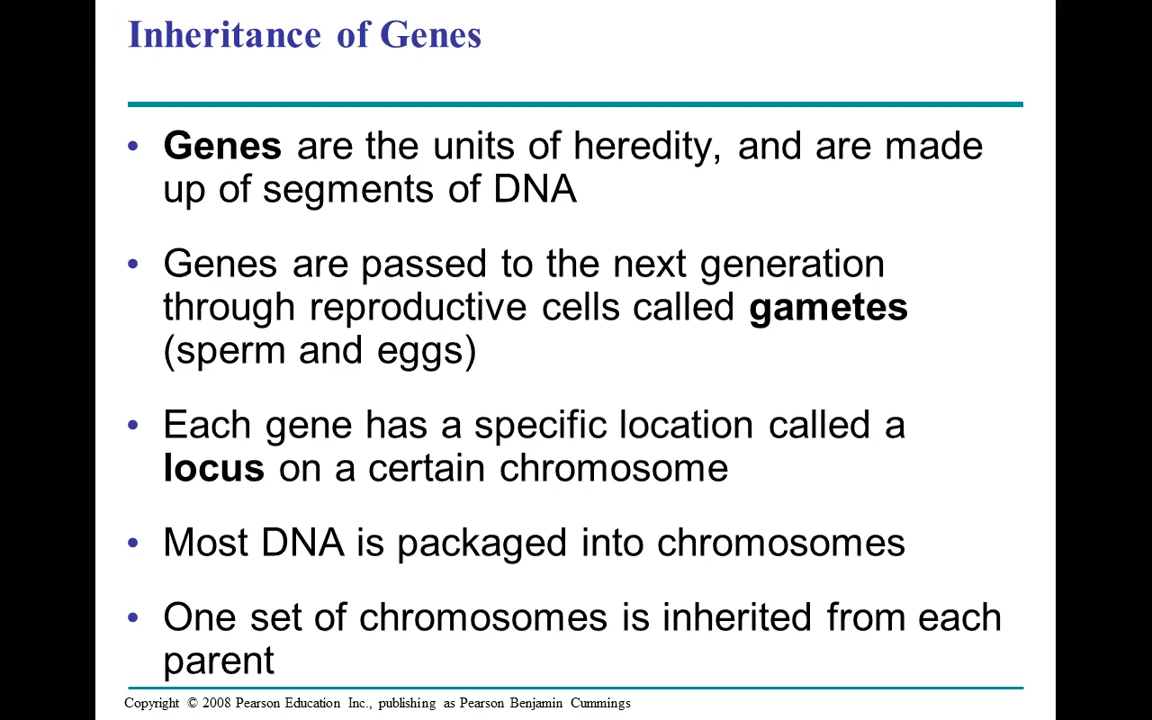 Inheritance of Genes
• Genes are the units of heredity, and are made
up of segments of DNA
• Genes are passed to the next generation
through reproductive cells called gametes
(sperm and eggs)
• Each gene has a specific location called a
locus on a certain chromosome
• Most DNA is packaged into chromosomes
• One set of chromosomes is inherited from each
parent
Copyright © 2008 Pearson Education Inc., publishing as Pearson Benjamin Cummings